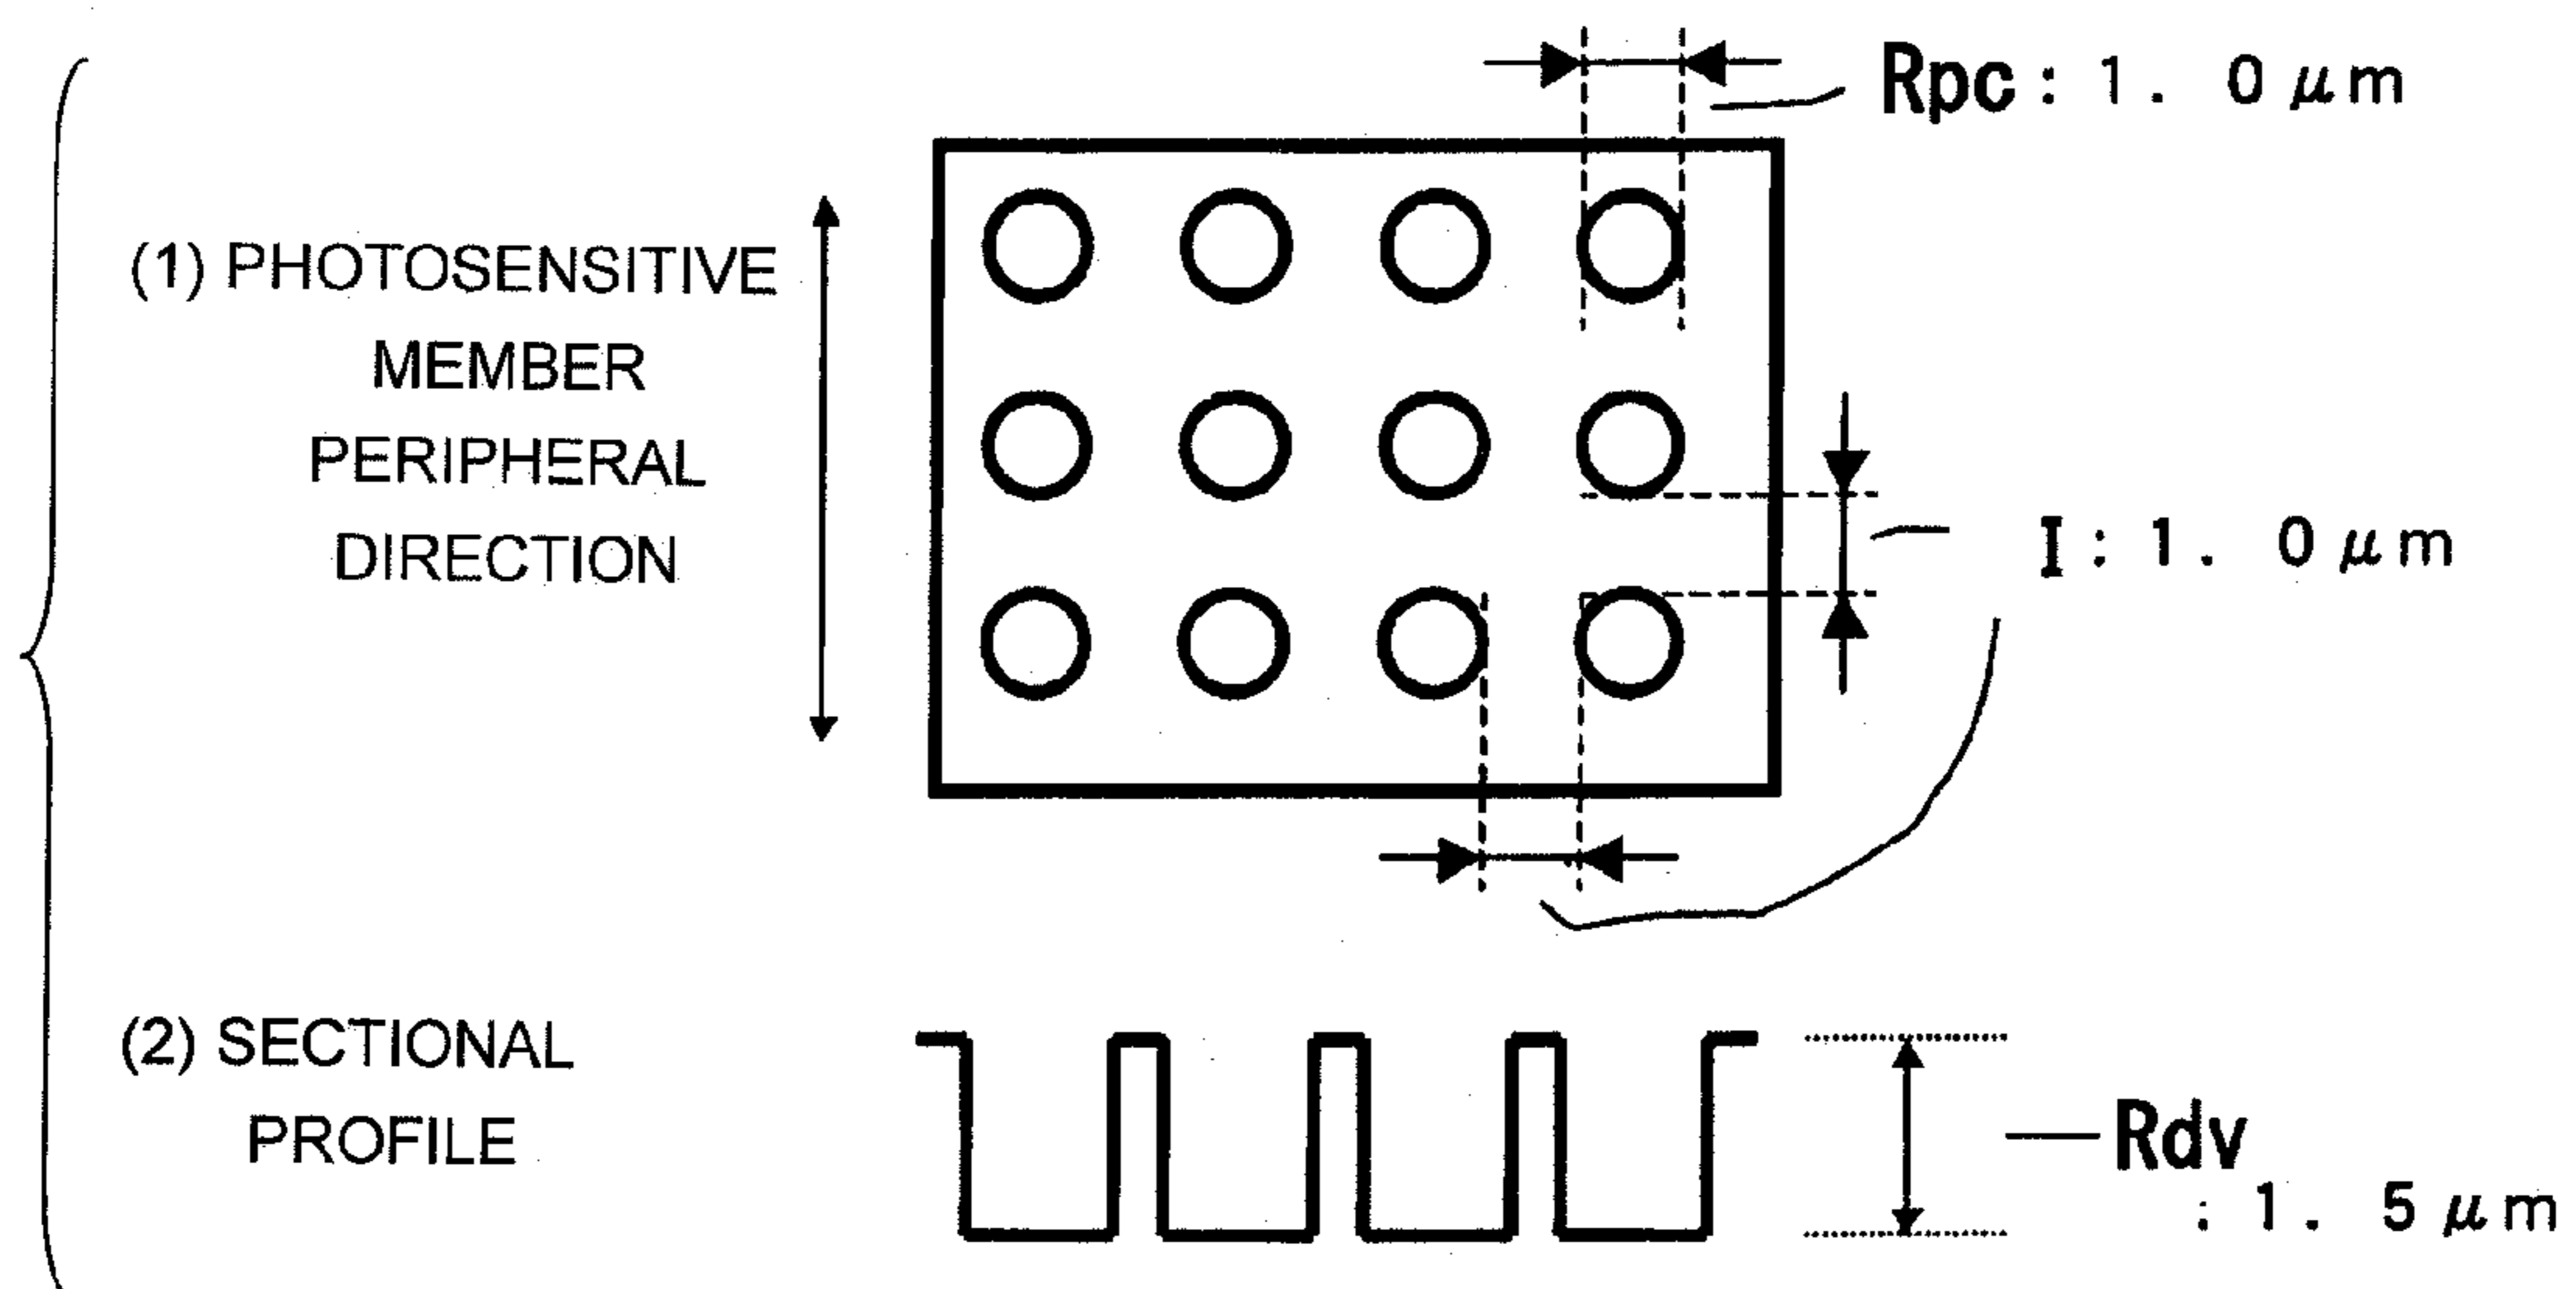 Rpc: 1. 0 μm
(1) PHOTOSENSITIVE
MEMBER
PERIPHERAL
DIRECTION
I: 1. 0 μm
(2) SECTIONAL
PROFILE
Rdv
: 1. 5 μm